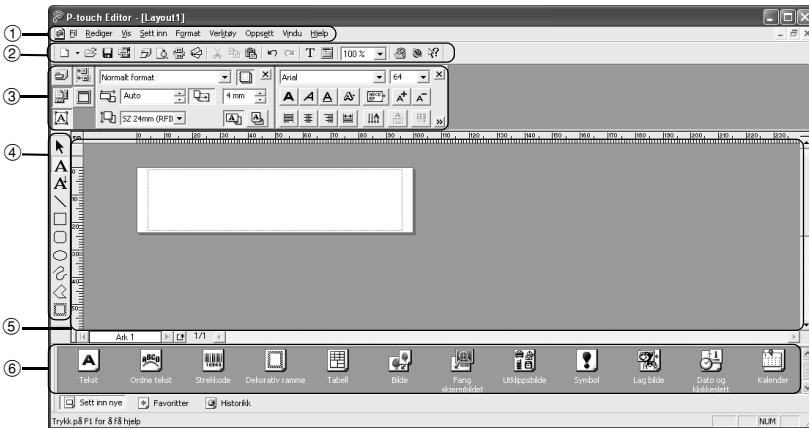 P-touch Editor - [Layout1]
① Fil Rediger Vis Sett inn Format Verktøy Oppsett Vindu Hjelp
② 100 %
③ Normalt format Arial 64
Auto 4 mm
SZ 24mm (RFII
④
⑤ Ark 1 1/1
⑥ Tekst Ordne tekst Strekkode Dekorativ ramme Tabell Bilde Fang skjermbildet Utklippsbilde Symbol Lag bilde Dato og klokkeslett Kalender
Sett inn nye Favoritter Historikk
Trykk på F1 for å få hjelp NUM